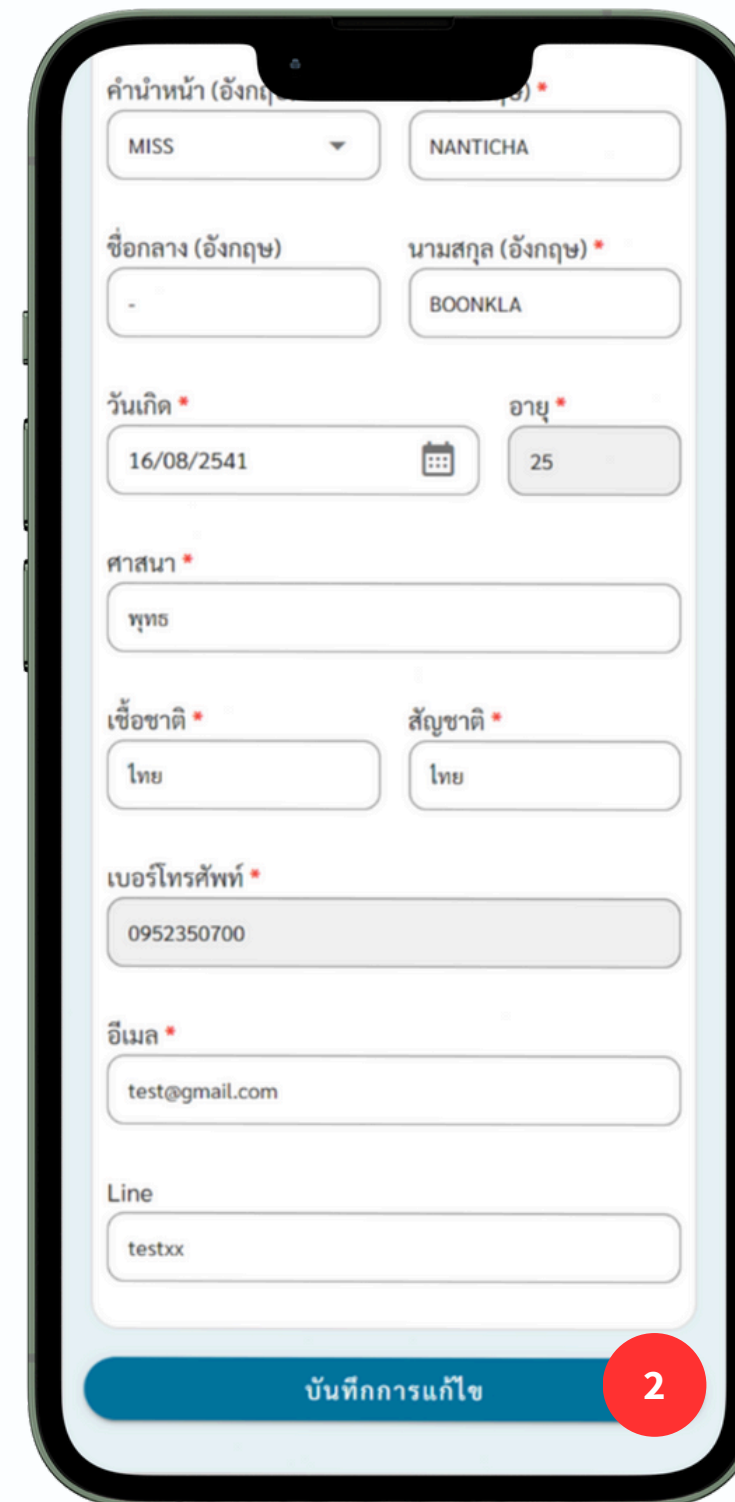 คำนำหน้า (อังกฤษ) *
MISS NANTICHA
ชื่อกลาง (อังกฤษ) นามสกุล (อังกฤษ) *
- BOONKLA
วันเกิด * อายุ *
16/08/2541 25
ศาสนา *
พุทธ
เชื้อชาติ * สัญชาติ *
ไทย ไทย
เบอร์โทรศัพท์ *
0952350700
อีเมล *
test@gmail.com
Line
testxx
บันทึกการแก้ไข 2